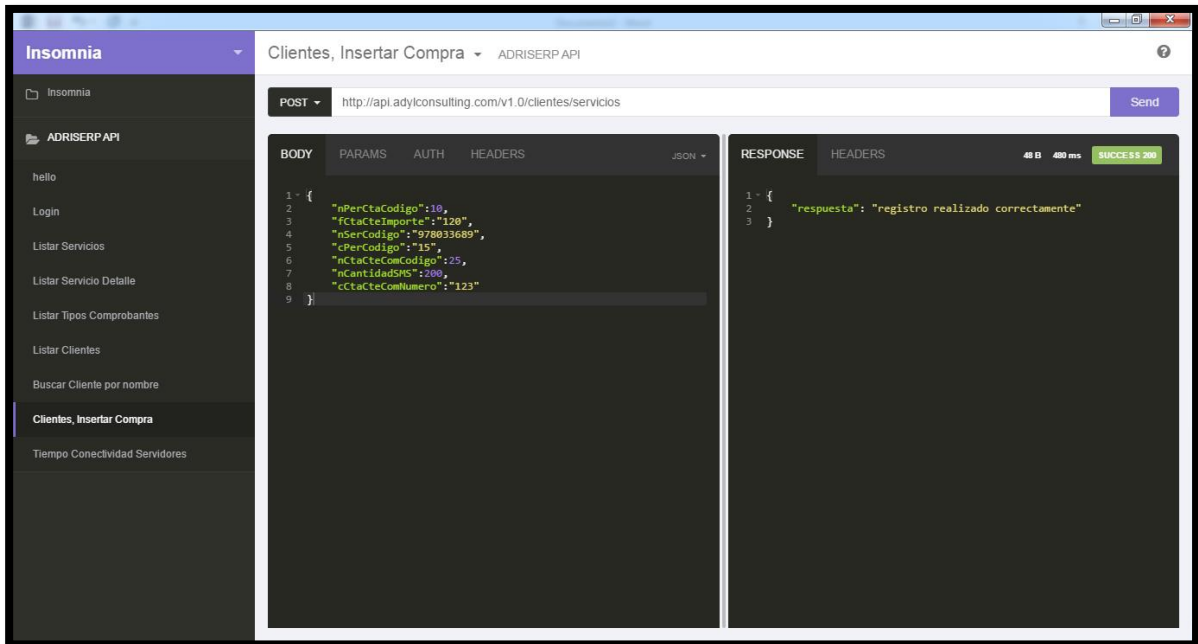 Insomnia
Clientes, Insertar Compra ADRISERP API
Insomnia
ADRISERP API
hello
Login
Listar Servicios
Listar Servicio Detalle
Listar Tipos Comprobantes
Listar Clientes
Buscar Cliente por nombre
Clientes, Insertar Compra
Tiempo Conectividad Servidores
POST http://api.adylconsulting.com/v1.0/clientes/servicios Send
BODY PARAMS AUTH HEADERS JSON
1 {
2 "nPerCtaCodigo":10,
3 "fCtaCteImporte":"120",
4 "nSerCodigo":"978033689",
5 "cPerCodigo":"15",
6 "nCtaCteComCodigo":25,
7 "nCantidadSMS":200,
8 "cCtaCteComNumero":"123"
9 }
RESPONSE HEADERS 48 B 480 ms SUCCESS 200
1 {
2 "respuesta": "registro realizado correctamente"
3 }